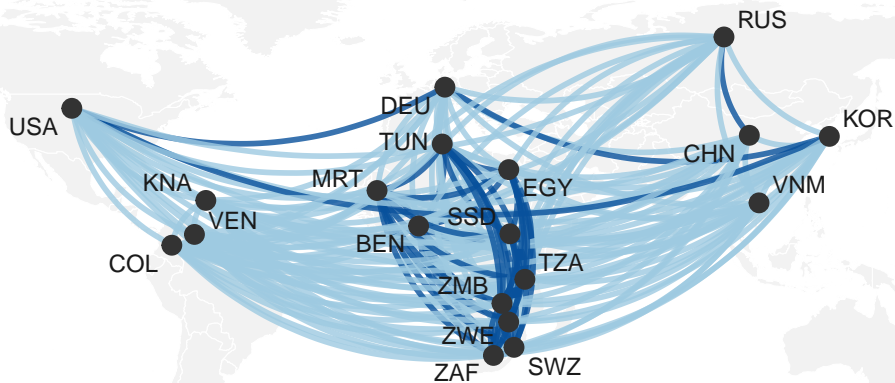 RUS
USA
DEU
KOR
TUN
CHN
MRT
EGY
KNA
VNM
VEN
SSD
BEN
COL
TZA
ZMB
ZWE
SWZ
ZAF